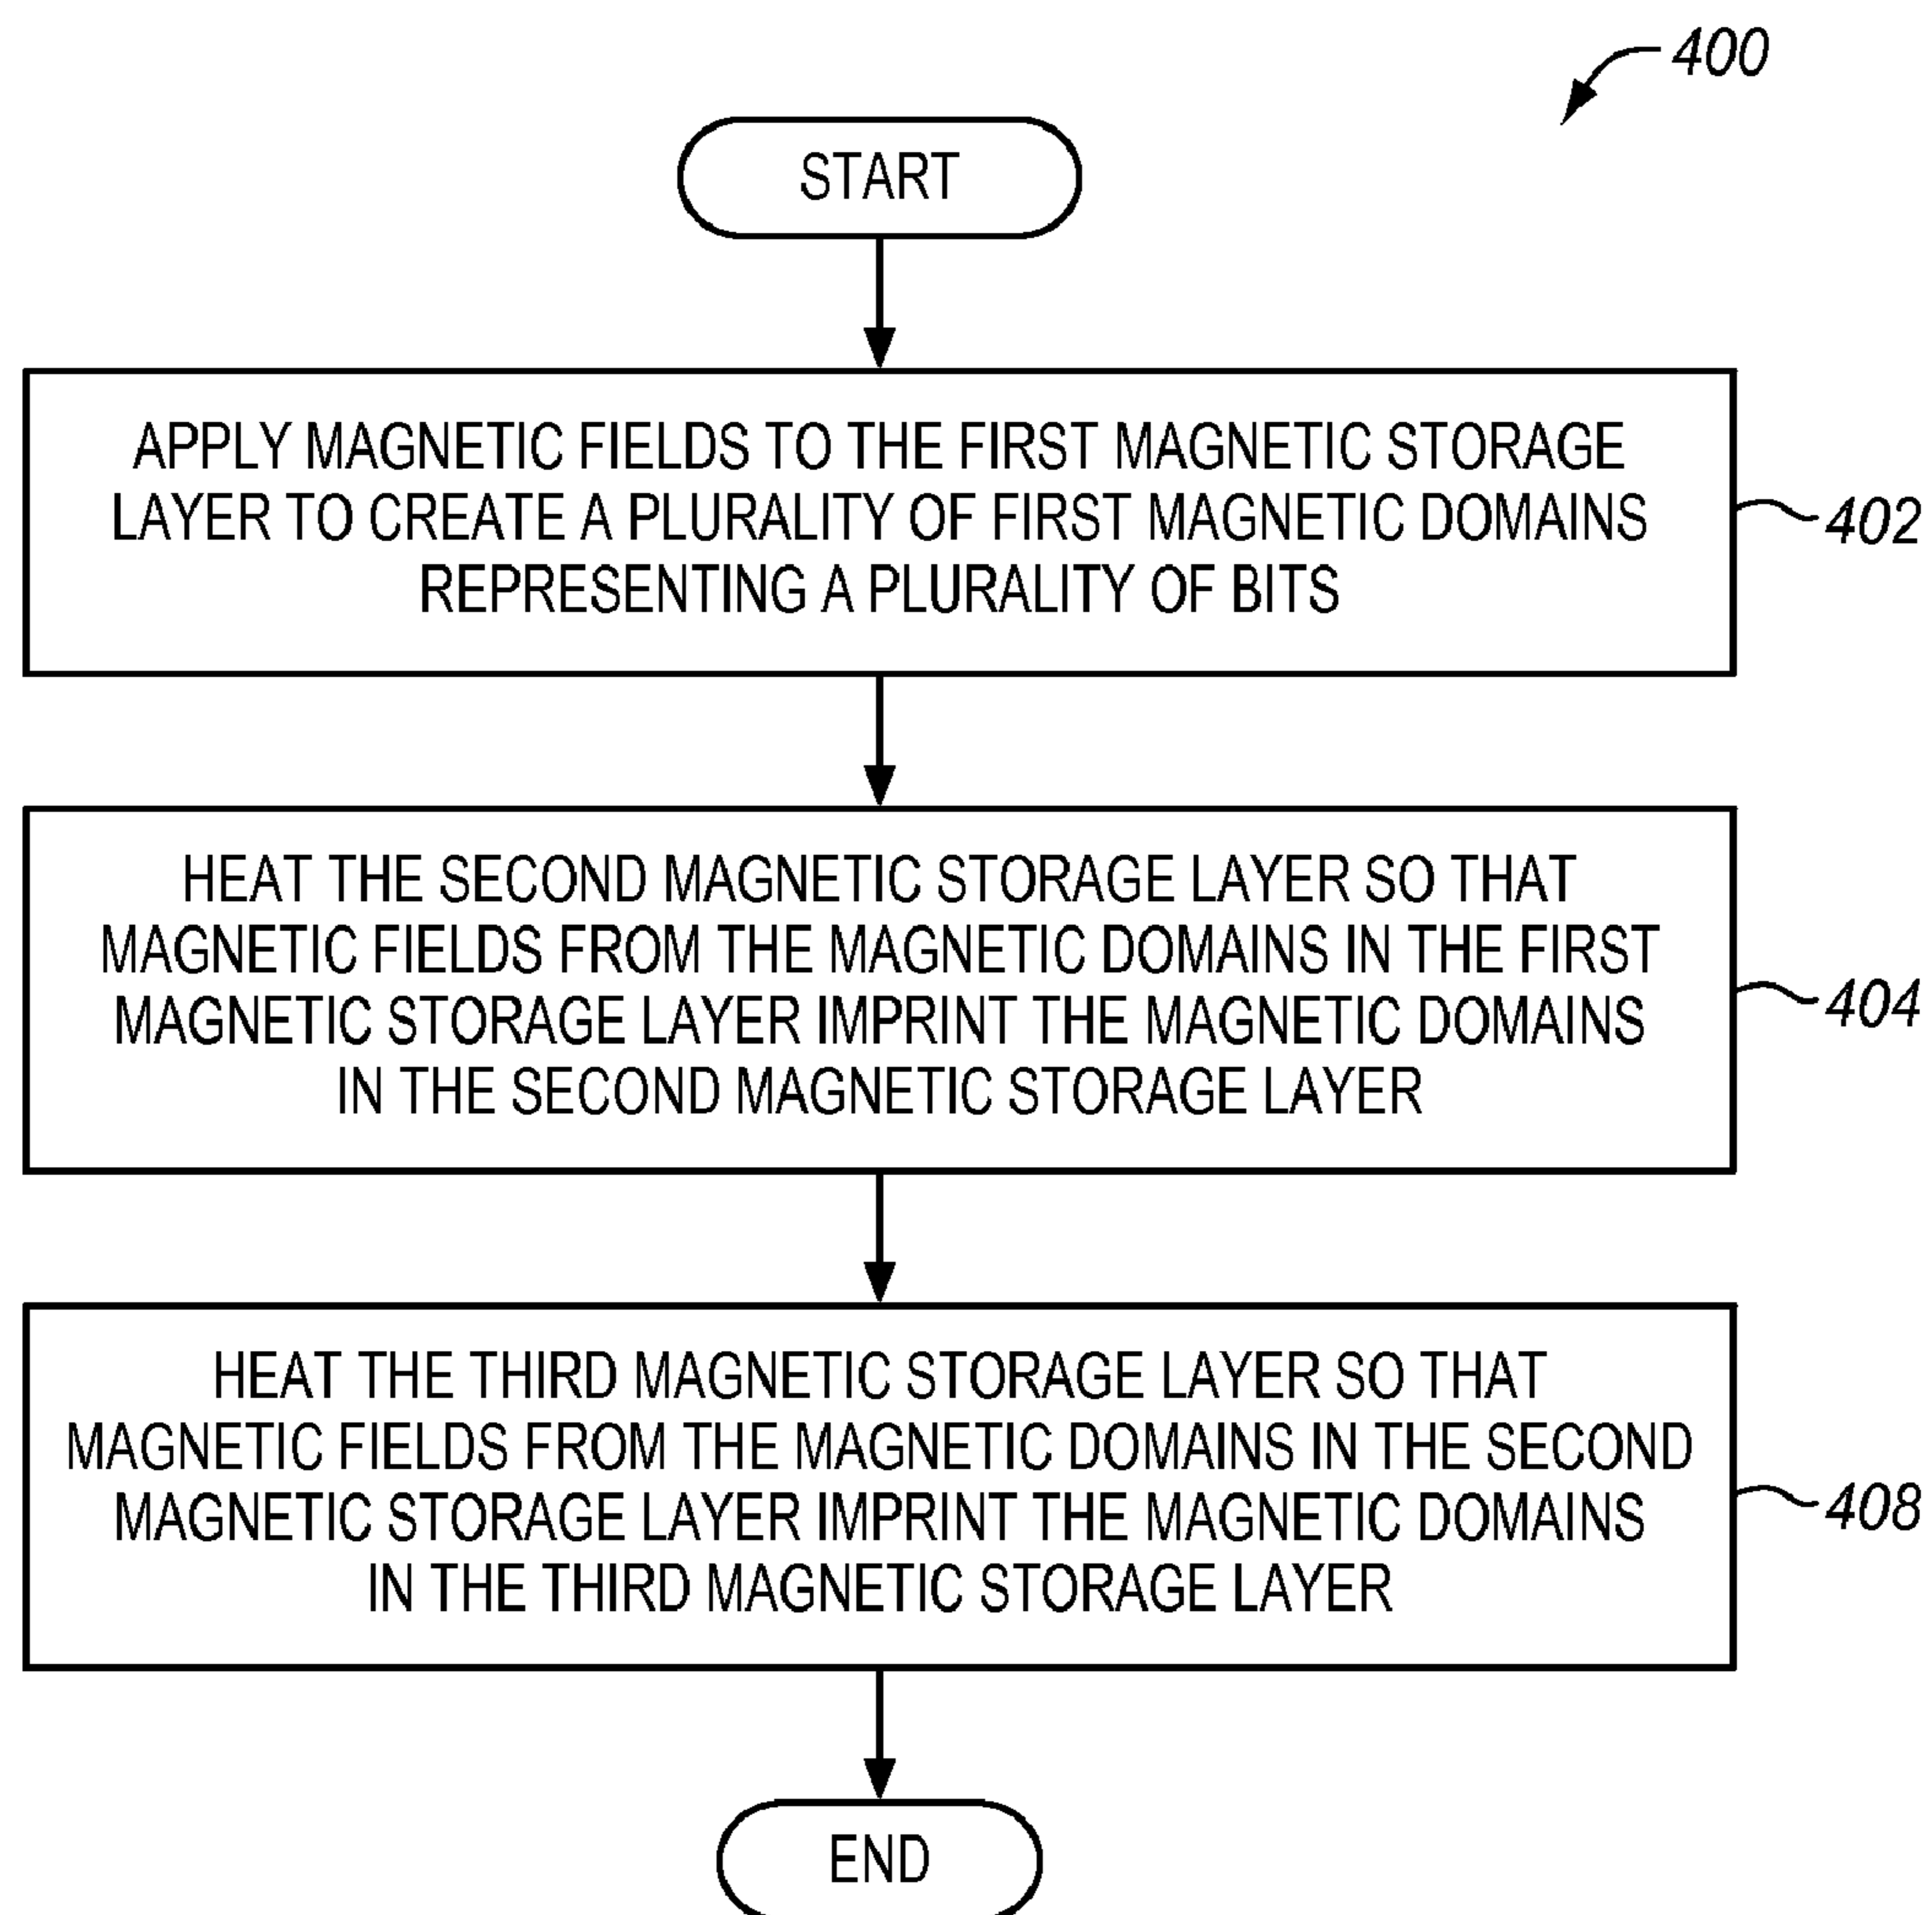 400
START
APPLY MAGNETIC FIELDS TO THE FIRST MAGNETIC STORAGE
LAYER TO CREATE A PLURALITY OF FIRST MAGNETIC DOMAINS
REPRESENTING A PLURALITY OF BITS
402
HEAT THE SECOND MAGNETIC STORAGE LAYER SO THAT
MAGNETIC FIELDS FROM THE MAGNETIC DOMAINS IN THE FIRST
MAGNETIC STORAGE LAYER IMPRINT THE MAGNETIC DOMAINS
IN THE SECOND MAGNETIC STORAGE LAYER
404
HEAT THE THIRD MAGNETIC STORAGE LAYER SO THAT
MAGNETIC FIELDS FROM THE MAGNETIC DOMAINS IN THE SECOND
MAGNETIC STORAGE LAYER IMPRINT THE MAGNETIC DOMAINS
IN THE THIRD MAGNETIC STORAGE LAYER
408
END